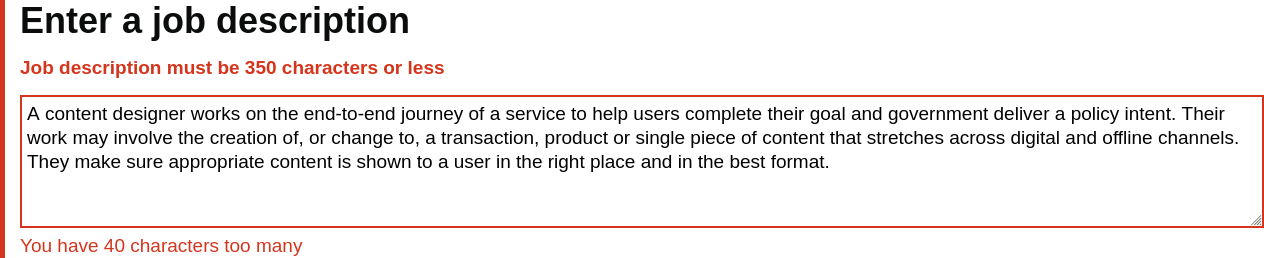 Enter a job description
Job description must be 350 characters or less
A content designer works on the end-to-end journey of a service to help users complete their goal and government deliver a policy intent. Their
work may involve the creation of, or change to, a transaction, product or single piece of content that stretches across digital and offline channels.
They make sure appropriate content is shown to a user in the right place and in the best format.
You have 40 characters too many